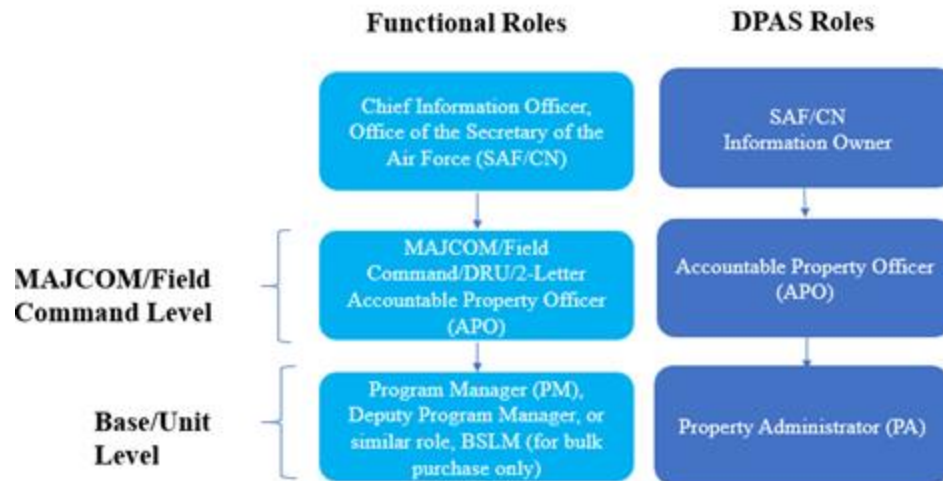 Functional Roles
DPAS Roles
Chief Information Officer,
Office of the Secretary of the
Air Force (SAF/CN)
SAF/CN
Information Owner
MAJCOM/Field
Command Level
MAJCOM/Field
Command/DRU/2-Letter
Accountable Property Officer
(APO)
Accountable Property Officer
(APO)
Base/Unit
Level
Program Manager (PM),
Deputy Program Manager, or
similar role, BSLM (for bulk
purchase only)
Property Administrator (PA)